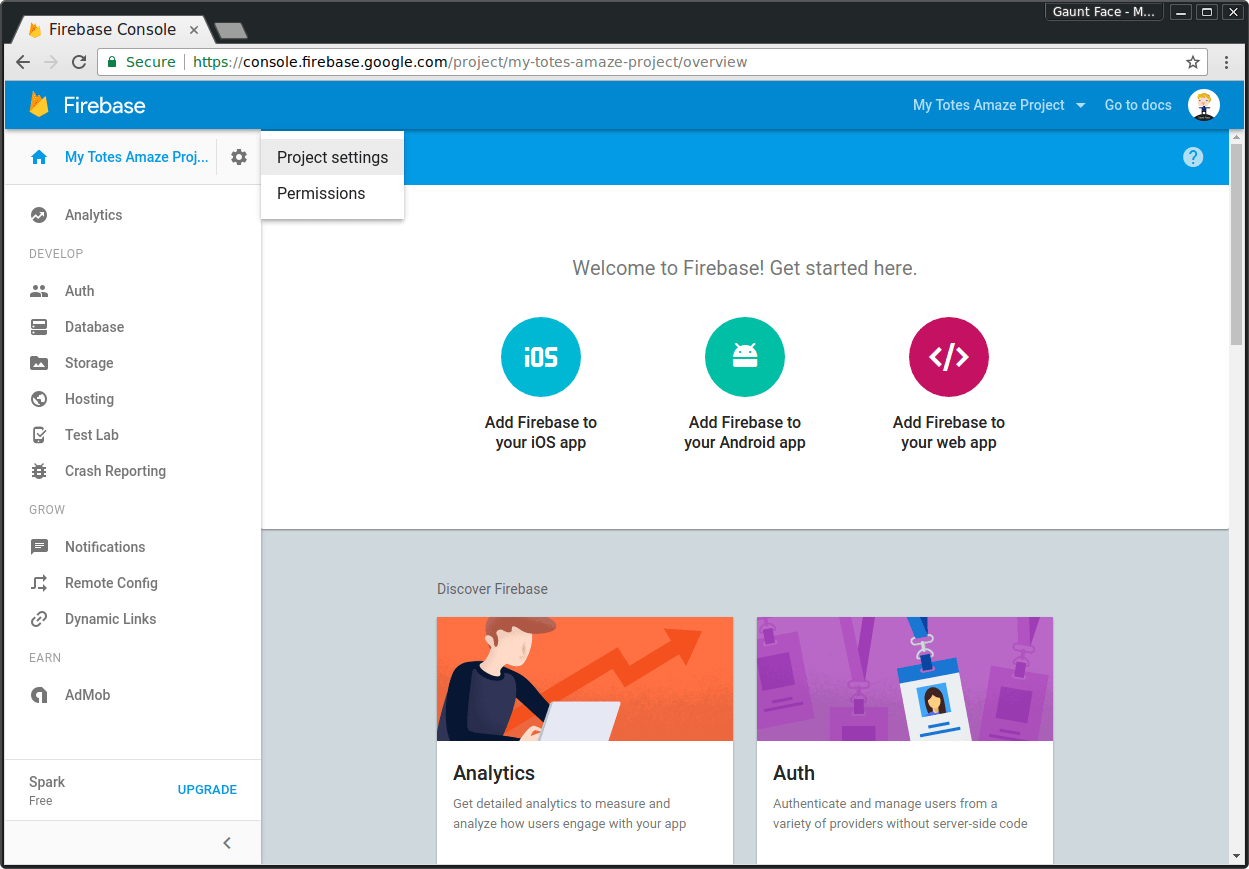 Gaunt Face - M...
Firebase Console
Secure https://console.firebase.google.com/project/my-totes-amaze-project/overview
Firebase
My Totes Amaze Project
Go to docs
My Totes Amaze Proj...
Project settings
Permissions
?
Analytics
DEVELOP
Auth
Database
Storage
Hosting
Test Lab
Crash Reporting
GROW
Notifications
Remote Config
Dynamic Links
EARN
AdMob
Spark
Free
UPGRADE
Welcome to Firebase! Get started here.
iOS
</>
Add Firebase to
your iOS app
Add Firebase to
your Android app
Add Firebase to
your web app
Discover Firebase
Analytics
Get detailed analytics to measure and
analyze how users engage with your app
Auth
Authenticate and manage users from a
variety of providers without server-side code